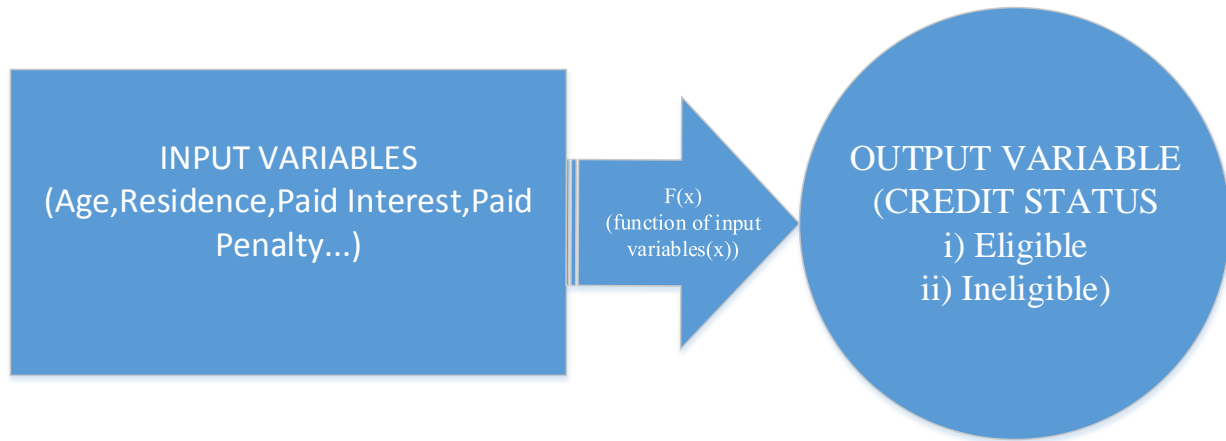 INPUT VARIABLES
(Age,Residence,Paid Interest,Paid
Penalty...)
F(x)
(function of input
variables(x))
OUTPUT VARIABLE
(CREDIT STATUS
i) Eligible
ii) Ineligible)